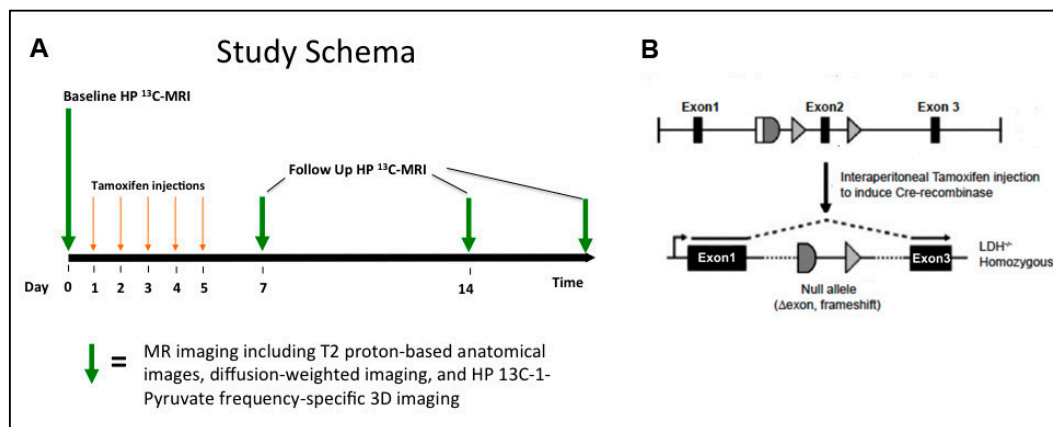 A
Study Schema
Baseline HP ¹³C-MRI
Tamoxifen injections
Follow Up HP ¹³C-MRI
Day
0 1 2 3 4 5 7 14 Time
= MR imaging including T2 proton-based anatomical
images, diffusion-weighted imaging, and HP 13C-1-
Pyruvate frequency-specific 3D imaging
B
Exon1 Exon2 Exon 3
Interaperitoneal Tamoxifen injection
to induce Cre-recombinase
Exon1 Exon3
LDH⁻/⁻
Homozygous
Null allele
(Δexon, frameshift)